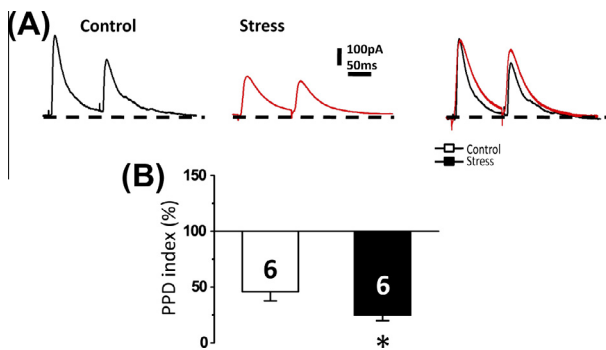 (A)
Control
Stress
100pA
50ms
Control
Stress
(B)
PPD index (%)
150
100
50
0
6
6
*